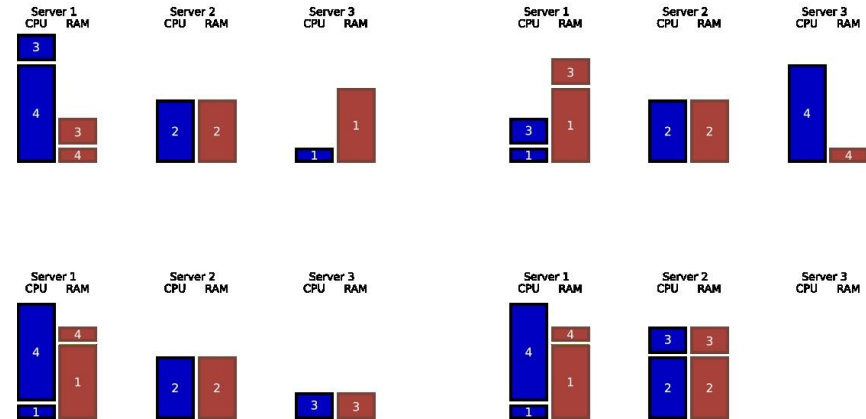 Server 1 Server 2 Server 3 Server 1 Server 2 Server 3
CPU RAM CPU RAM CPU RAM CPU RAM CPU RAM CPU RAM
3
3
4 1 4
3 2 2 3 1 2 2
4 1 1 4
Server 1 Server 2 Server 3 Server 1 Server 2 Server 3
CPU RAM CPU RAM CPU RAM CPU RAM CPU RAM CPU RAM
4 4 3 3
4 4
1 2 2 1 2 2
1 3 3 1